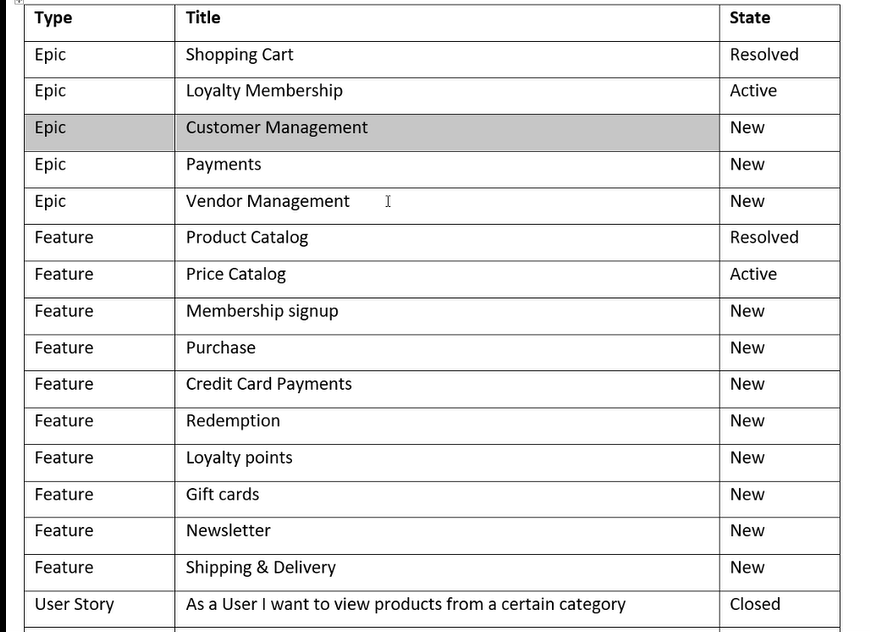 Type Title State
Epic Shopping Cart Resolved
Epic Loyalty Membership Active
Epic Customer Management New
Epic Payments New
Epic Vendor Management New
Feature Product Catalog Resolved
Feature Price Catalog Active
Feature Membership signup New
Feature Purchase New
Feature Credit Card Payments New
Feature Redemption New
Feature Loyalty points New
Feature Gift cards New
Feature Newsletter New
Feature Shipping & Delivery New
User Story As a User I want to view products from a certain category Closed